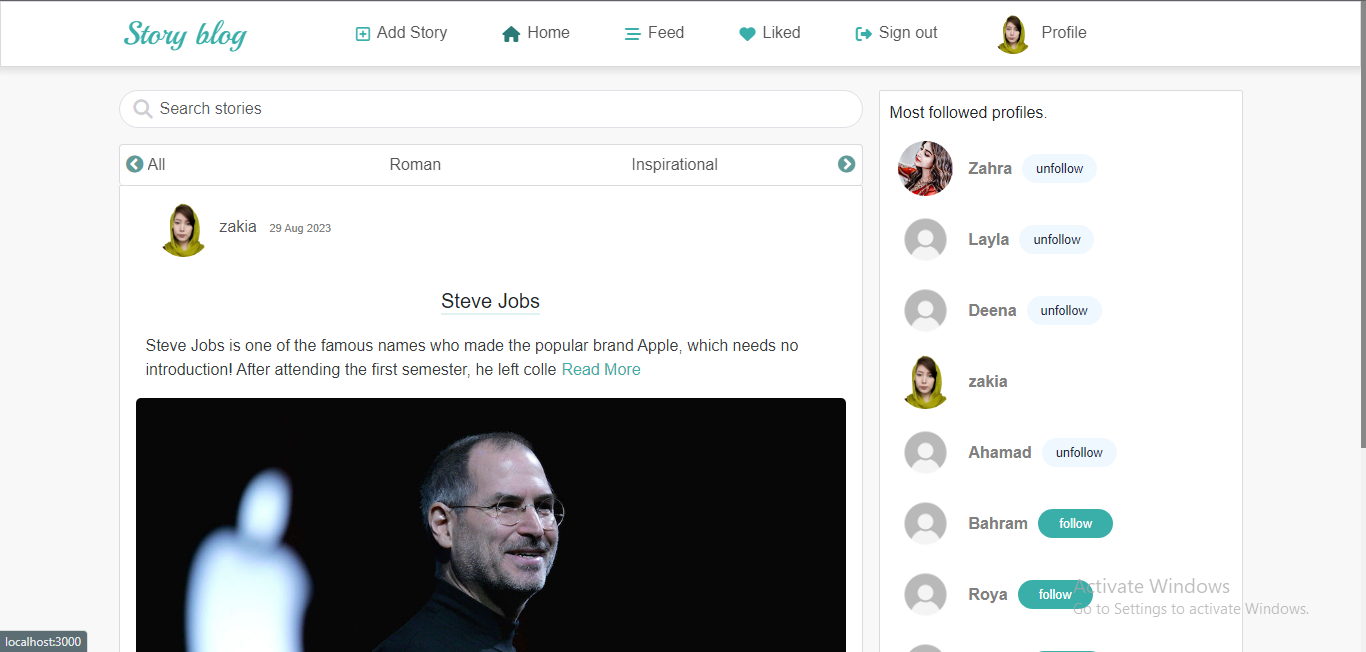 Story blog
Add Story
Home
Feed
Liked
Sign out
Profile
Search stories
All
Roman
Inspirational
zakia 29 Aug 2023
Steve Jobs
Steve Jobs is one of the famous names who made the popular brand Apple, which needs no
introduction! After attending the first semester, he left colle Read More
Most followed profiles.
Zahra unfollow
Layla unfollow
Deena unfollow
zakia
Ahamad unfollow
Bahram follow
Roya follow
Activate Windows
Go to Settings to activate Windows.
localhost:3000